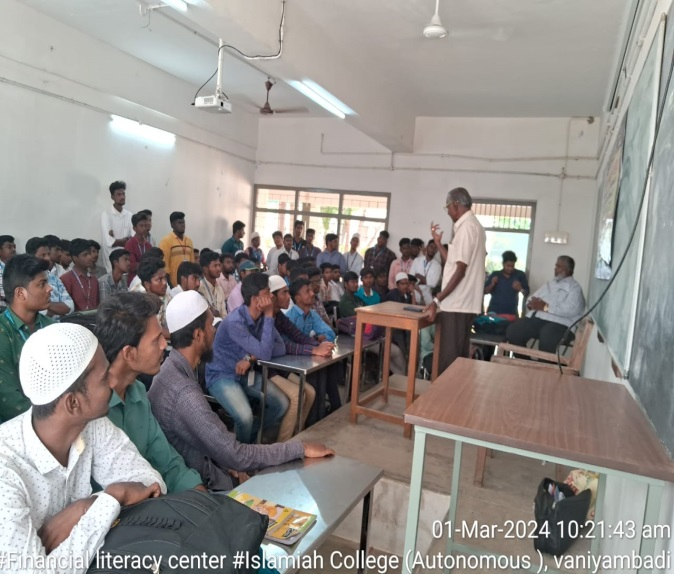 01-Mar-2024 10:21:43 am
#Financial literacy center #Islamiah College (Autonomous ), vaniyambadi